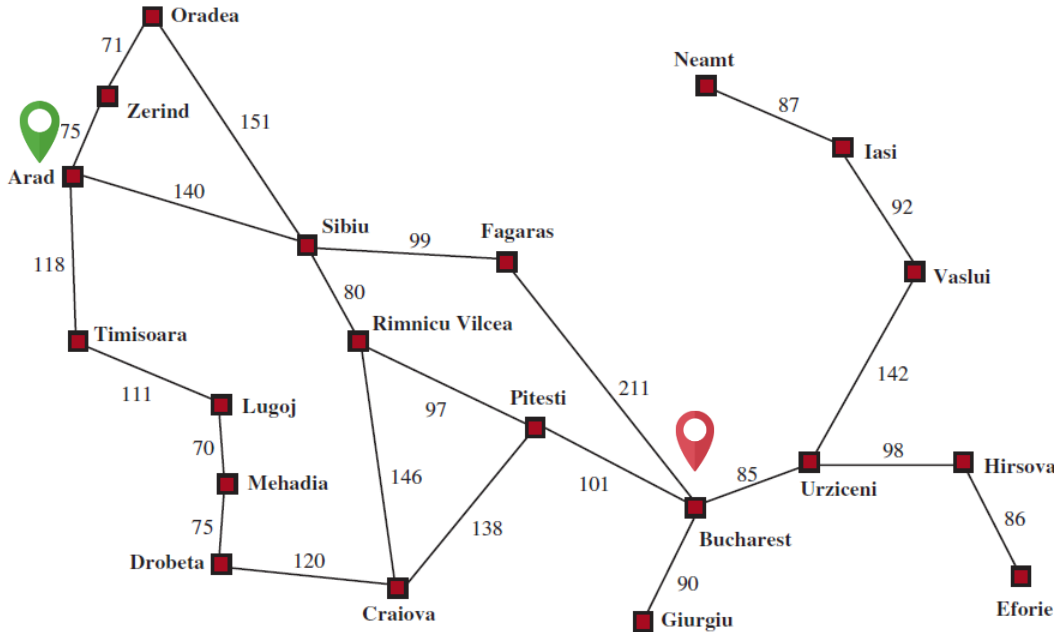 Oradea
71
Neamt
Zerind
87
75
151
Iasi
Arad
140
92
Sibiu
Fagaras
99
118
Vaslui
80
Timisoara
Rimnicu Vilcea
142
111
211
Lugoj
97
Pitesti
70
98
Hirsova
85
Mehadia
146
101
Urziceni
75
138
86
Bucharest
Drobeta
120
90
Craiova
Giurgiu
Eforie